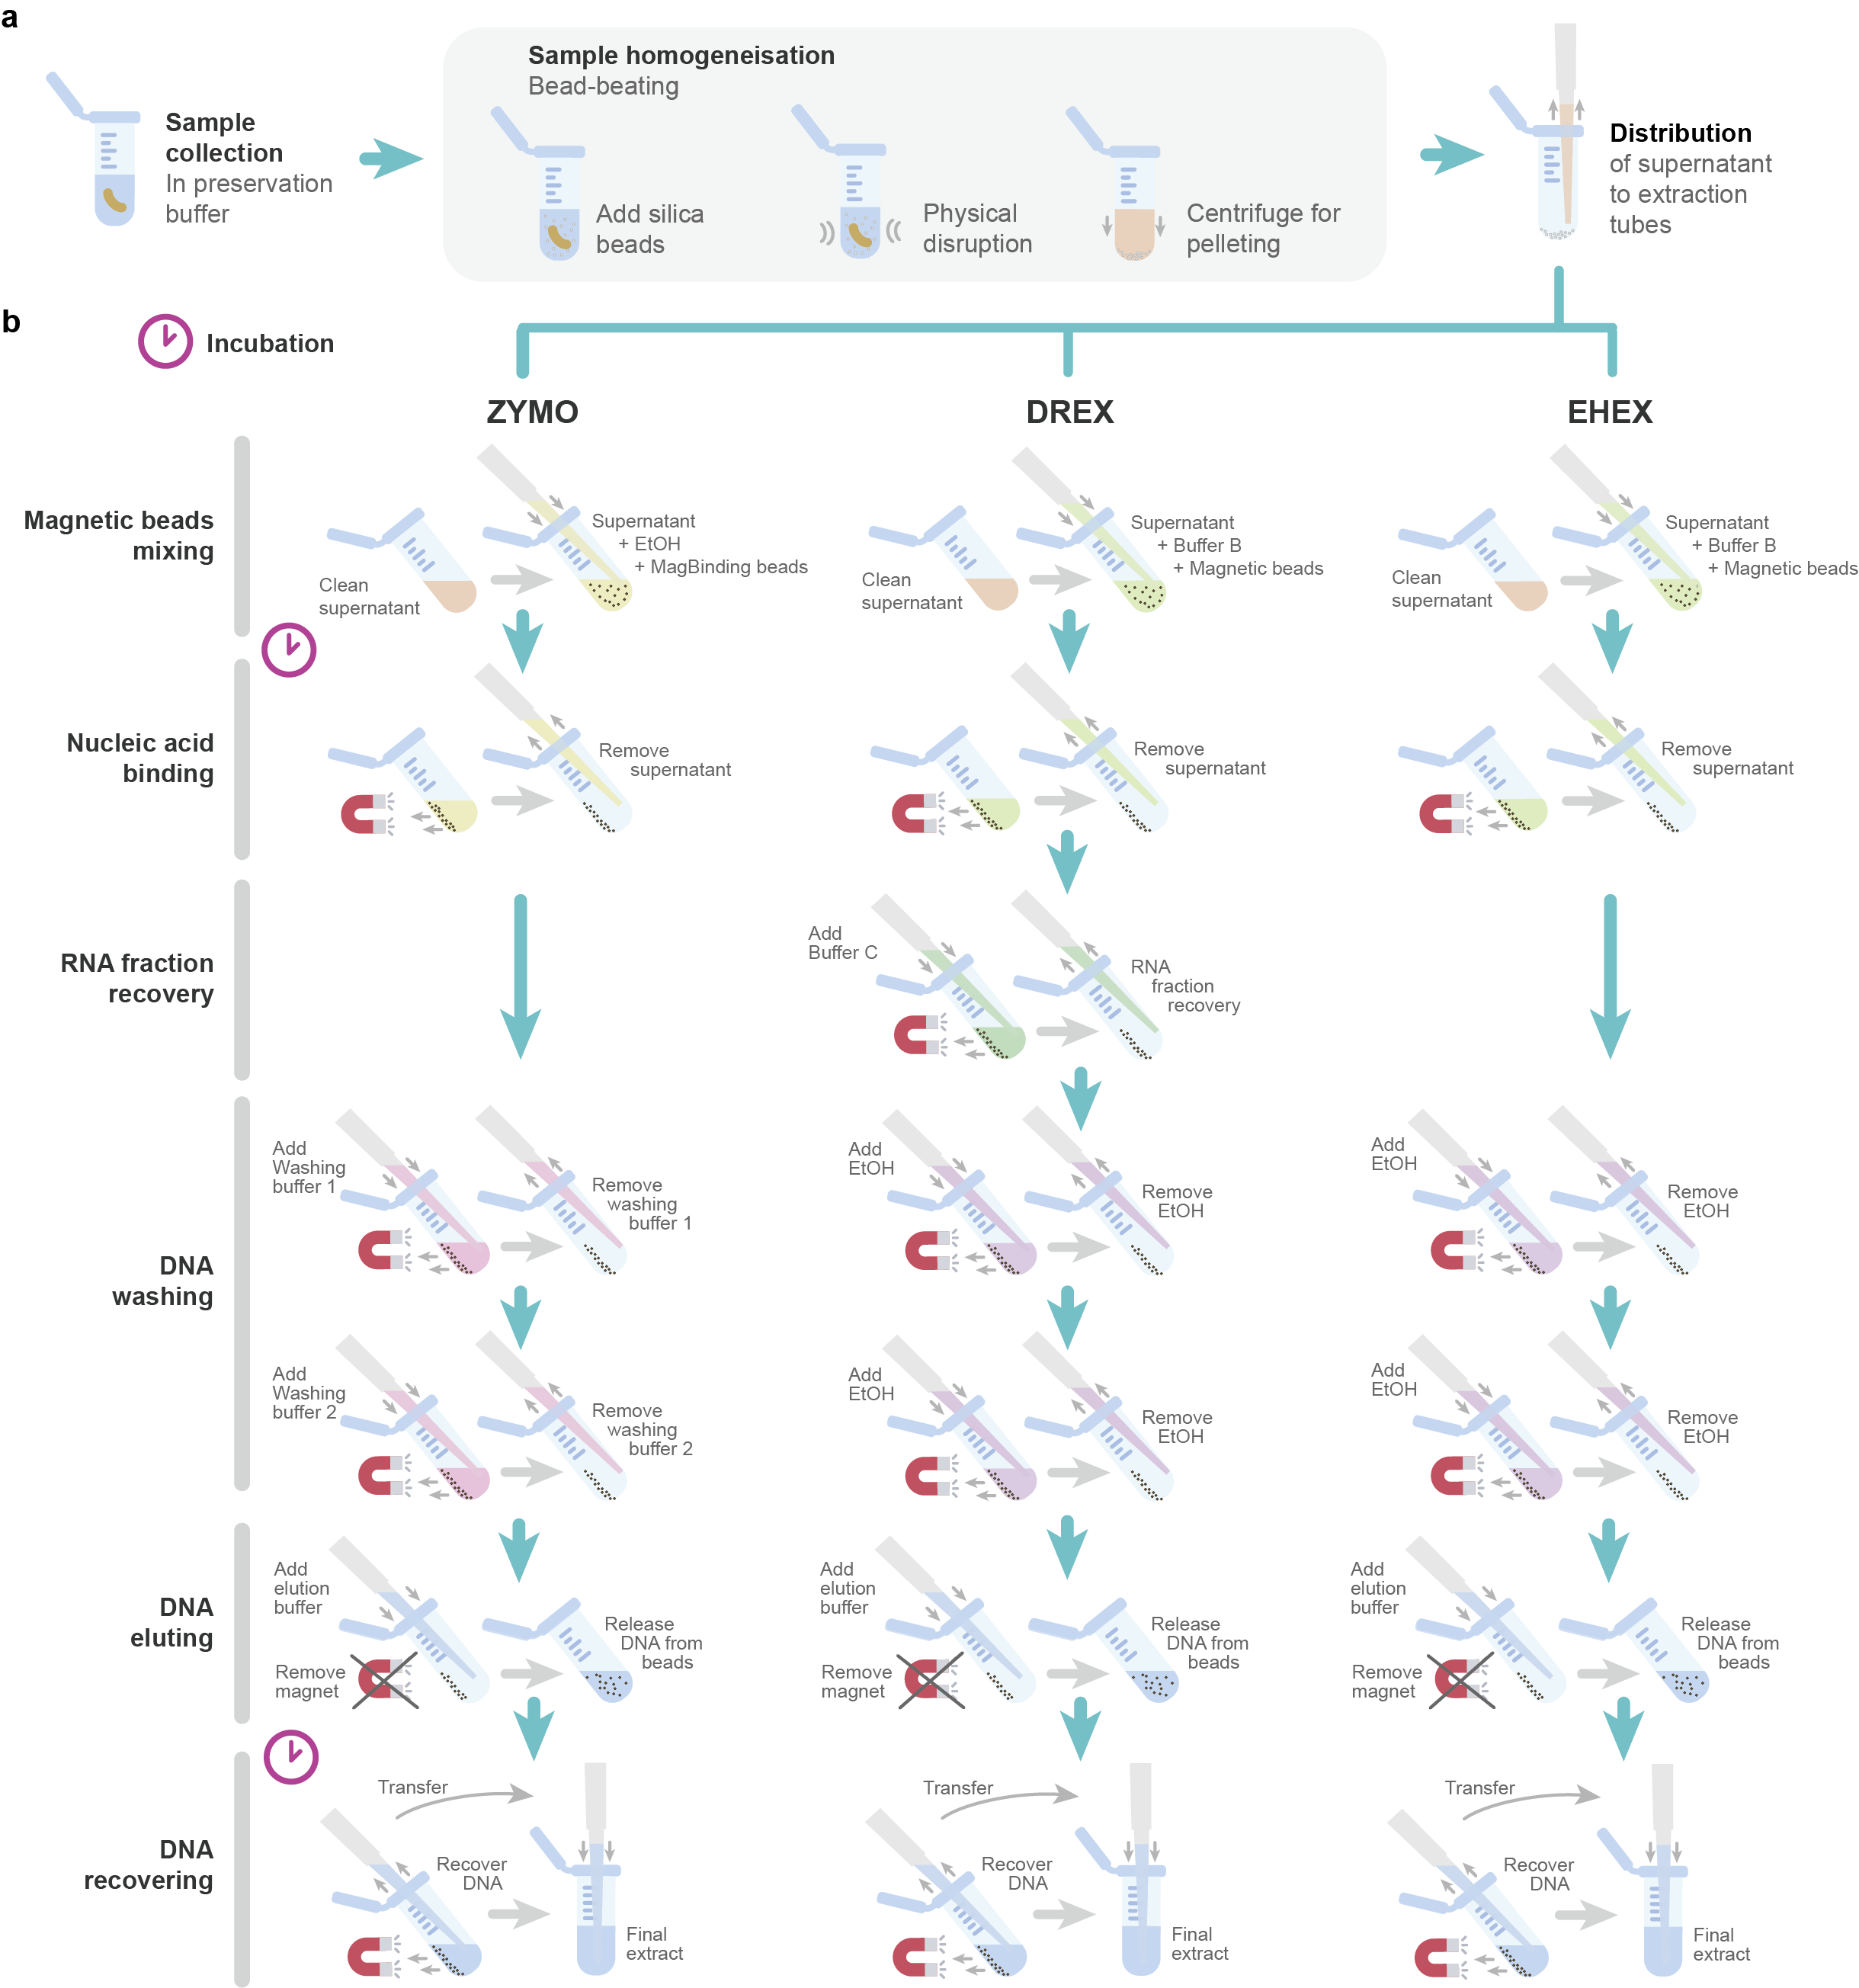 a
Sample
collection
In preservation
buffer
Sample homogeneisation
Bead-beating
Add silica
beads
Physical
disruption
Centrifuge for
pelleting
Distribution
of supernatant
to extraction
tubes
b
Incubation
ZYMO
DREX
EHEX
Magnetic beads
mixing
Clean
supernatant
Supernatant
+ EtOH
+ MagBinding beads
Clean
supernatant
Supernatant
+ Buffer B
+ Magnetic beads
Clean
supernatant
Supernatant
+ Buffer B
+ Magnetic beads
Nucleic acid
binding
Remove
supernatant
Remove
supernatant
Remove
supernatant
RNA fraction
recovery
Add
Buffer C
RNA
fraction
recovery
DNA
washing
Add
Washing
buffer 1
Remove
washing
buffer 1
Add
EtOH
Remove
EtOH
Add
EtOH
Remove
EtOH
Add
Washing
buffer 2
Remove
washing
buffer 2
Add
EtOH
Remove
EtOH
Add
EtOH
Remove
EtOH
DNA
eluting
Add
elution
buffer
Remove
magnet
Release
DNA from
beads
Add
elution
buffer
Remove
magnet
Release
DNA from
beads
Add
elution
buffer
Remove
magnet
Release
DNA from
beads
DNA
recovering
Transfer
Recover
DNA
Final
extract
Transfer
Recover
DNA
Final
extract
Transfer
Recover
DNA
Final
extract